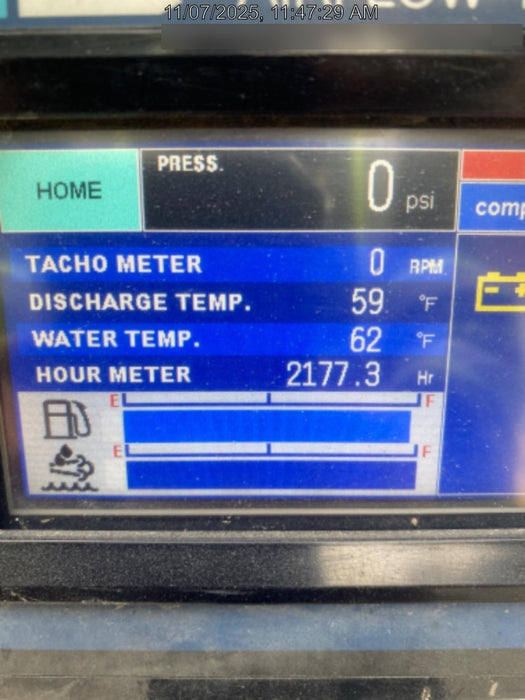 11/07/2025, 11:47:29 AM
HOME
PRESS.
0 psi
TACHO METER 0 RPM
DISCHARGE TEMP. 59 °F
WATER TEMP. 62 °F
HOUR METER 2177.3 Hr
E F
E F